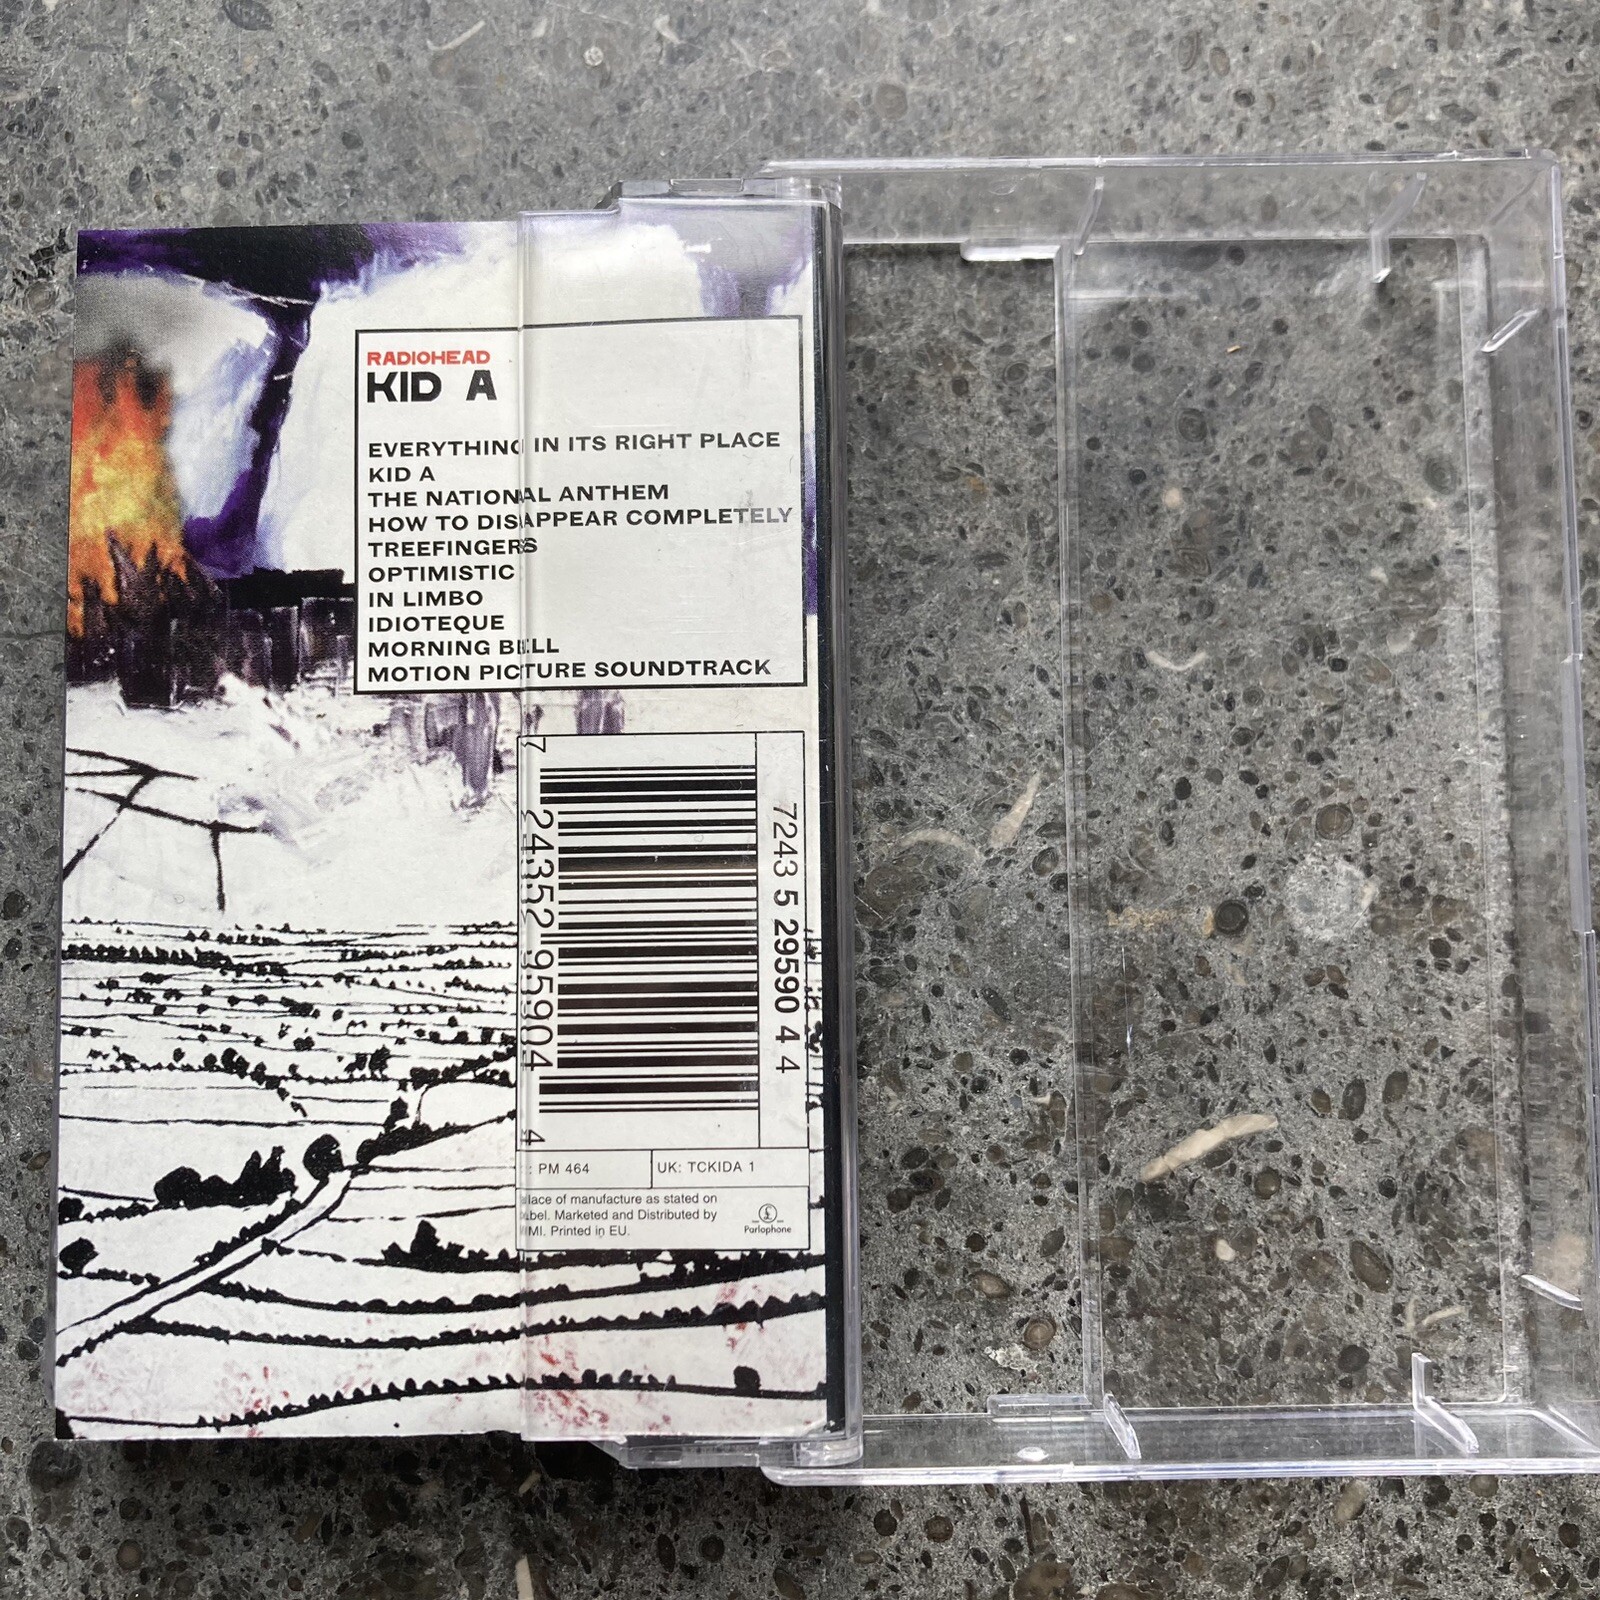 RADIOHEAD
KID A
EVERYTHING IN ITS RIGHT PLACE
KID A
THE NATIONAL ANTHEM
HOW TO DISAPPEAR COMPLETELY
TREEFINGERS
OPTIMISTIC
IN LIMBO
IDIOTEQUE
MORNING BELL
MOTION PICTURE SOUNDTRACK
7 24352 95904 4
7243 5 29590 4 4
: PM 464
UK: TCKIDA 1
lace of manufacture as stated on
label. Marketed and Distributed by
EMI. Printed in EU.
£
Parlophone